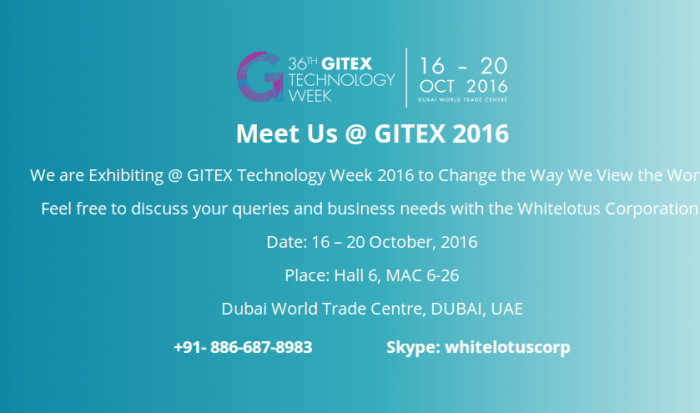 36TH GITEX
TECHNOLOGY
WEEK
16 – 20
OCT 2016
DUBAI WORLD TRADE CENTRE
Meet Us @ GITEX 2016
We are Exhibiting @ GITEX Technology Week 2016 to Change the Way We View the Wor
Feel free to discuss your queries and business needs with the Whitelotus Corporation
Date: 16 – 20 October, 2016
Place: Hall 6, MAC 6-26
Dubai World Trade Centre, DUBAI, UAE
+91- 886-687-8983 Skype: whitelotuscorp